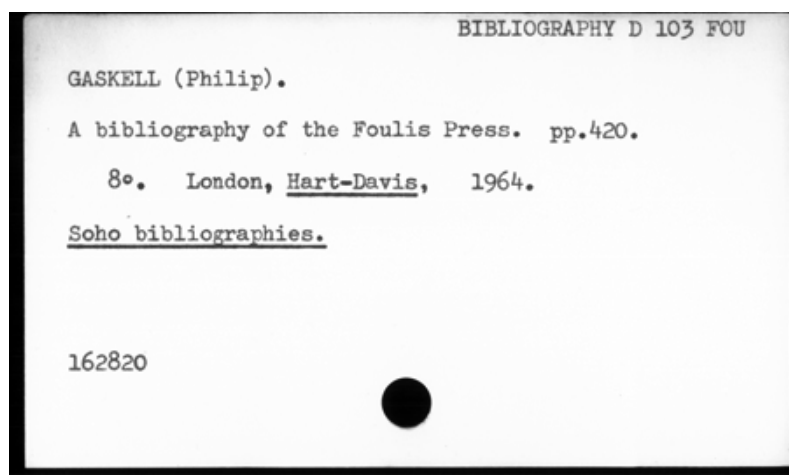 BIBLIOGRAPHY D 103 FOU
GASKELL (Philip).
A bibliography of the Foulis Press. pp.420.
8º. London, Hart-Davis, 1964.
Soho bibliographies.
162820